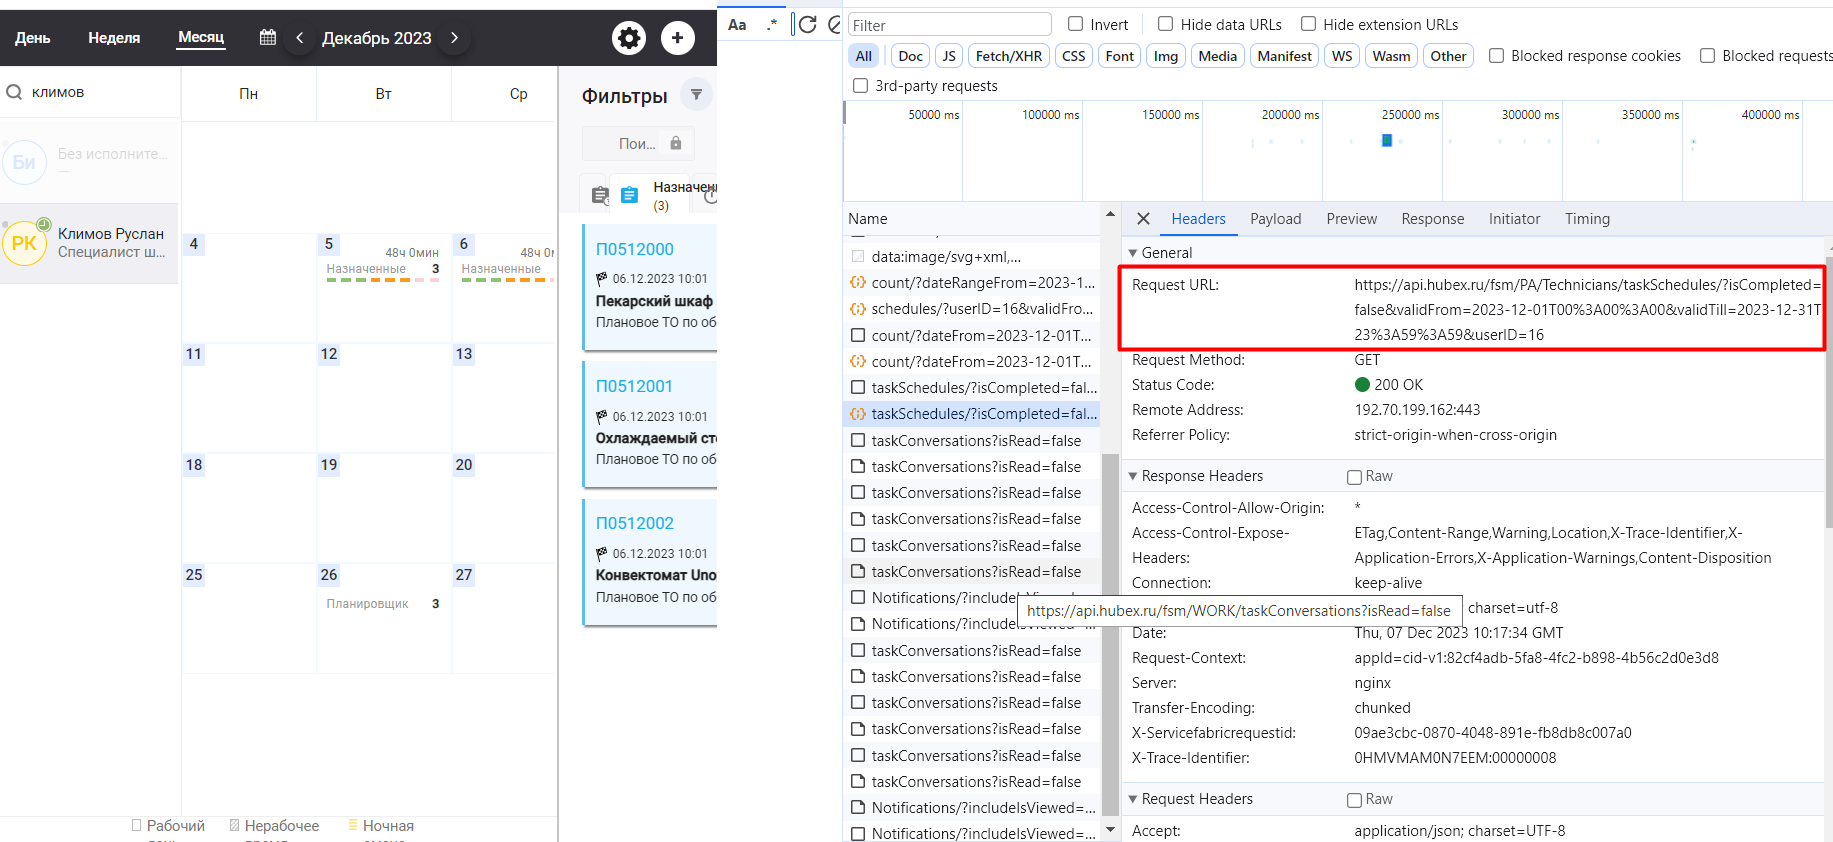 День Неделя Месяц Декабрь 2023
климов
Пн Вт Ср
Би Без исполните...
—
РК Климов Руслан
Специалист ш...
4 5 6
48ч 0мин
Назначенные 3
Назначенные
11 12 13
18 19 20
25 26 27
Планировщик 3
Рабочий Нерабочее Ночная
Фильтры
Пои...
(3)
П0512000
06.12.2023 10:01
Пекарский шкаф
Плановое ТО по об
П0512001
06.12.2023 10:01
Охлаждаемый сто
Плановое ТО по об
П0512002
06.12.2023 10:01
Конвектомат Uno
Плановое ТО по об
Aa .*
Filter Invert Hide data URLs Hide extension URLs
All Doc JS Fetch/XHR CSS Font Img Media Manifest WS Wasm Other Blocked response cookies Blocked requests
3rd-party requests
50000 ms 100000 ms 150000 ms 200000 ms 250000 ms 300000 ms 350000 ms 400000 ms
Name
data:image/svg+xml,...
count/?dateRangeFrom=2023-1...
schedules/?userID=16&validFro...
count/?dateFrom=2023-12-01T...
count/?dateFrom=2023-12-01T...
taskSchedules/?isCompleted=fal...
taskSchedules/?isCompleted=fal...
taskConversations?isRead=false
taskConversations?isRead=false
taskConversations?isRead=false
taskConversations?isRead=false
taskConversations?isRead=false
taskConversations?isRead=false
Notifications/?includeI
https://api.hubex.ru/fsm/WORK/taskConversations?isRead=false
Notifications/?includeIsViewed=...
taskConversations?isRead=false
taskConversations?isRead=false
taskConversations?isRead=false
taskConversations?isRead=false
taskConversations?isRead=false
taskConversations?isRead=false
Notifications/?includeIsViewed=...
Notifications/?includeIsViewed=...
Headers Payload Preview Response Initiator Timing
General
Request URL: https://api.hubex.ru/fsm/PA/Technicians/taskSchedules/?isCompleted=
false&validFrom=2023-12-01T00%3A00%3A00&validTill=2023-12-31T
23%3A59%3A59&userID=16
Request Method: GET
Status Code: 200 OK
Remote Address: 192.70.199.162:443
Referrer Policy: strict-origin-when-cross-origin
Response Headers Raw
Access-Control-Allow-Origin: *
Access-Control-Expose- ETag,Content-Range,Warning,Location,X-Trace-Identifier,X-
Headers: Application-Errors,X-Application-Warnings,Content-Disposition
Connection: keep-alive
charset=utf-8
Date: Thu, 07 Dec 2023 10:17:34 GMT
Request-Context: appId=cid-v1:82cf4adb-5fa8-4fc2-b898-4b56c2d0e3d8
Server: nginx
Transfer-Encoding: chunked
X-Servicefabricrequestid: 09ae3cbc-0870-4048-891e-fb8db8c007a0
X-Trace-Identifier: 0HMVMAM0N7EEM:00000008
Request Headers Raw
Accept: application/json; charset=UTF-8